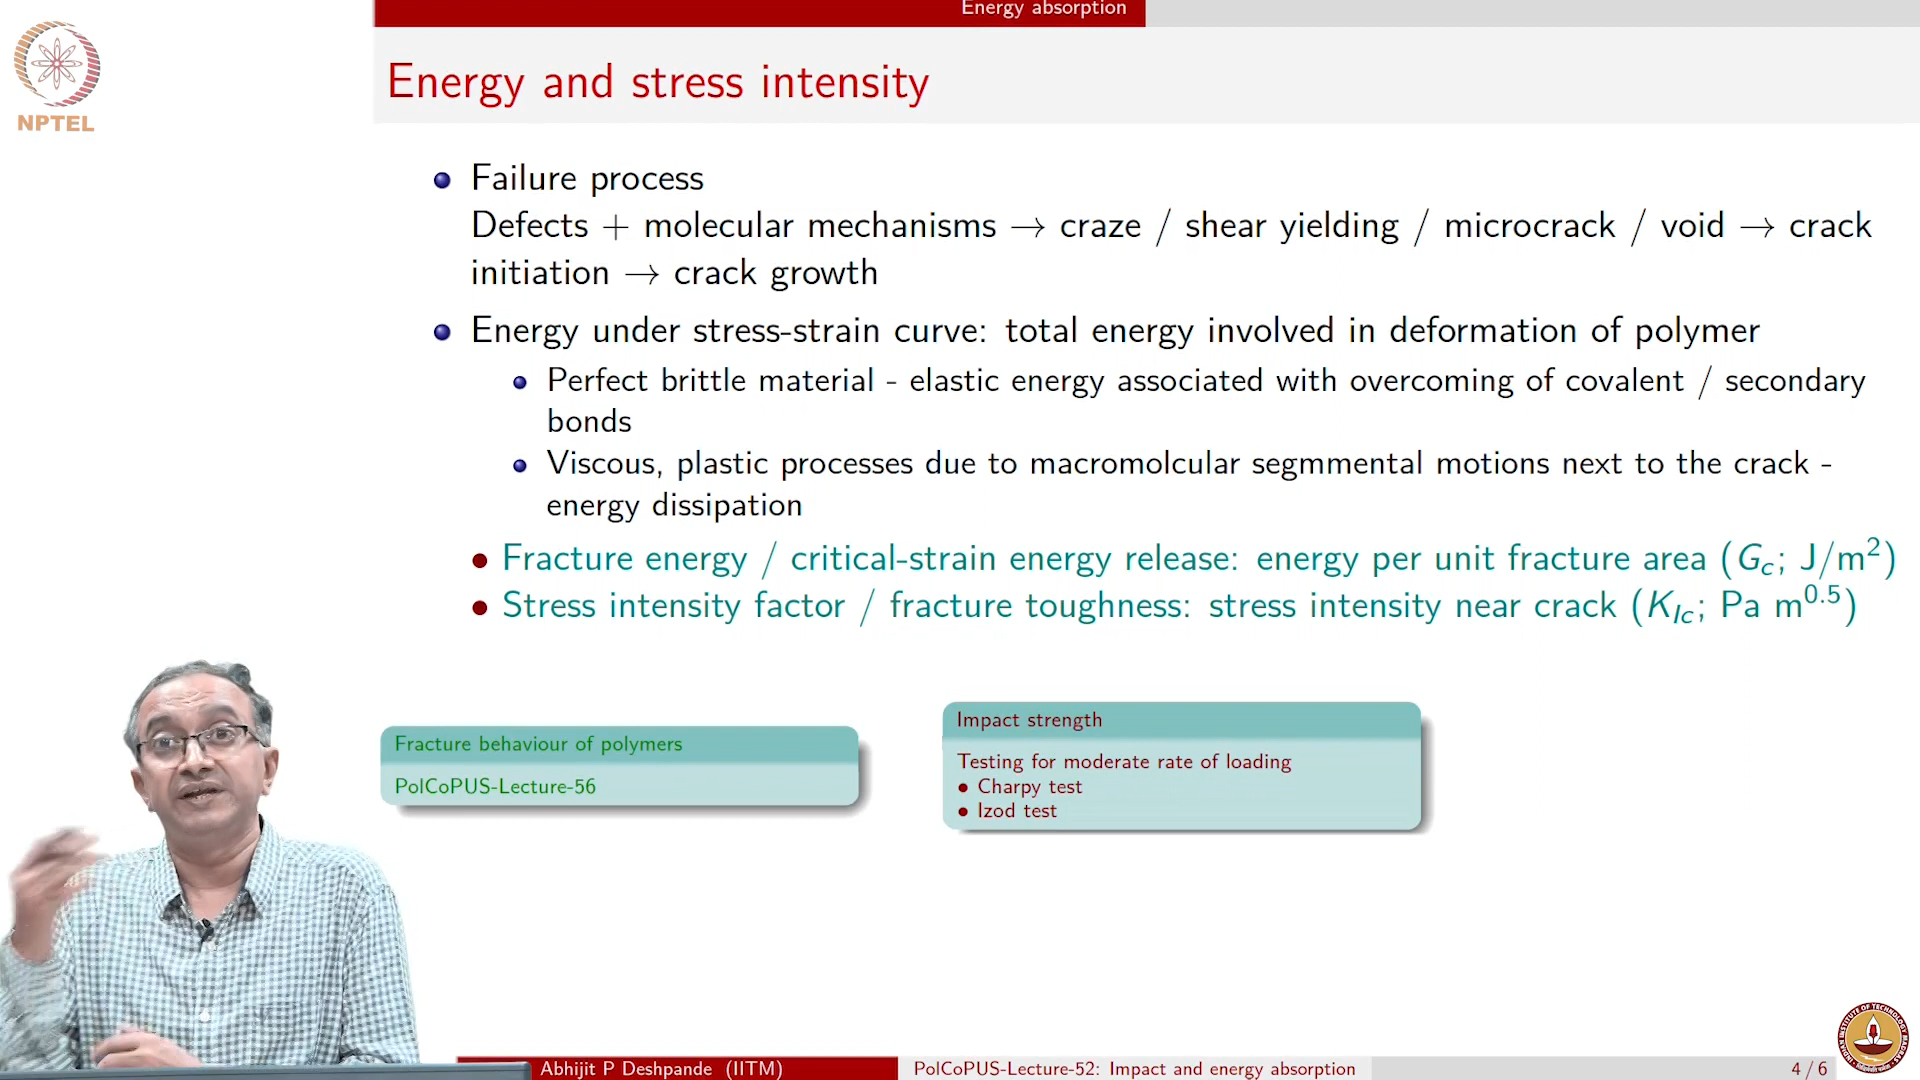 Energy absorption
NPTEL
Energy and stress intensity
Failure process
Defects + molecular mechanisms → craze / shear yielding / microcrack / void → crack
initiation → crack growth
Energy under stress-strain curve: total energy involved in deformation of polymer
Perfect brittle material - elastic energy associated with overcoming of covalent / secondary
bonds
Viscous, plastic processes due to macromolcular segmmental motions next to the crack -
energy dissipation
Fracture energy / critical-strain energy release: energy per unit fracture area (G_c; J/m²)
Stress intensity factor / fracture toughness: stress intensity near crack (K_Ic; Pa m^0.5)
Fracture behaviour of polymers
PolCoPUS-Lecture-56
Impact strength
Testing for moderate rate of loading
• Charpy test
• Izod test
Abhijit P Deshpande (IITM)
PolCoPUS-Lecture-52: Impact and energy absorption
4 / 6